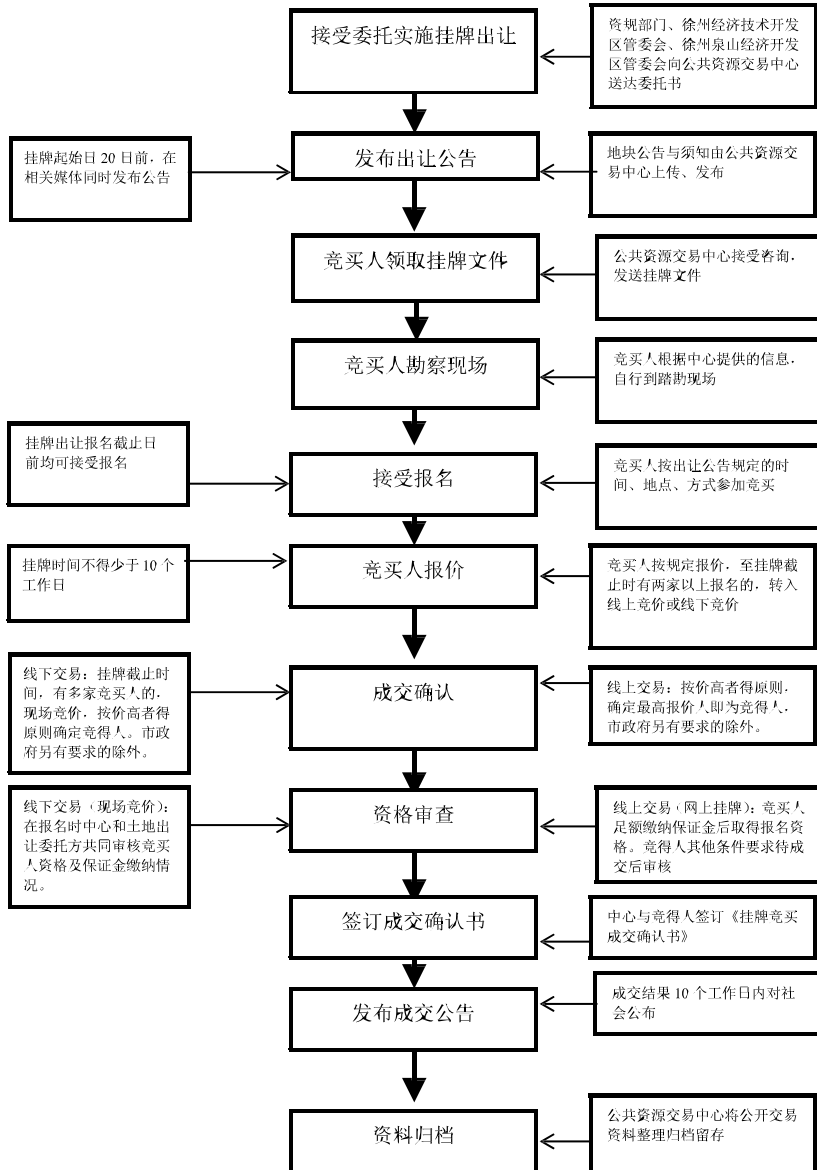 接受委托实施挂牌出让
资规部门、徐州经济技术开发
区管委会、徐州泉山经济开发
区管委会向公共资源交易中心
送达委托书
挂牌起始日 20 日前，在
相关媒体同时发布公告
发布出让公告
地块公告与须知由公共资源交
易中心上传、发布
竞买人领取挂牌文件
公共资源交易中心接受咨询，
发送挂牌文件
竞买人勘察现场
竞买人根据中心提供的信息，
自行到踏勘现场
挂牌出让报名截止日
前均可接受报名
接受报名
竞买人按出让公告规定的时
间、地点、方式参加竞买
挂牌时间不得少于 10 个
工作日
竞买人报价
竞买人按规定报价，至挂牌截
止时有两家以上报名的，转入
线上竞价或线下竞价
线下交易：挂牌截止时
间，有多家竞买人的，
现场竞价，按价高者得
原则确定竞得人。市政
府另有要求的除外。
成交确认
线上交易：按价高者得原则，
确定最高报价人即为竞得人，
市政府另有要求的除外。
线下交易（现场竞价）：
在报名时中心和土地出
让委托方共同审核竞买
人资格及保证金缴纳情
况。
资格审查
线上交易（网上挂牌）：竞买人
足额缴纳保证金后取得报名资
格。竞得人其他条件要求待成
交后审核
签订成交确认书
中心与竞得人签订《挂牌竞买
成交确认书》
发布成交公告
成交结果 10 个工作日内对社
会公布
资料归档
公共资源交易中心将公开交易
资料整理归档留存